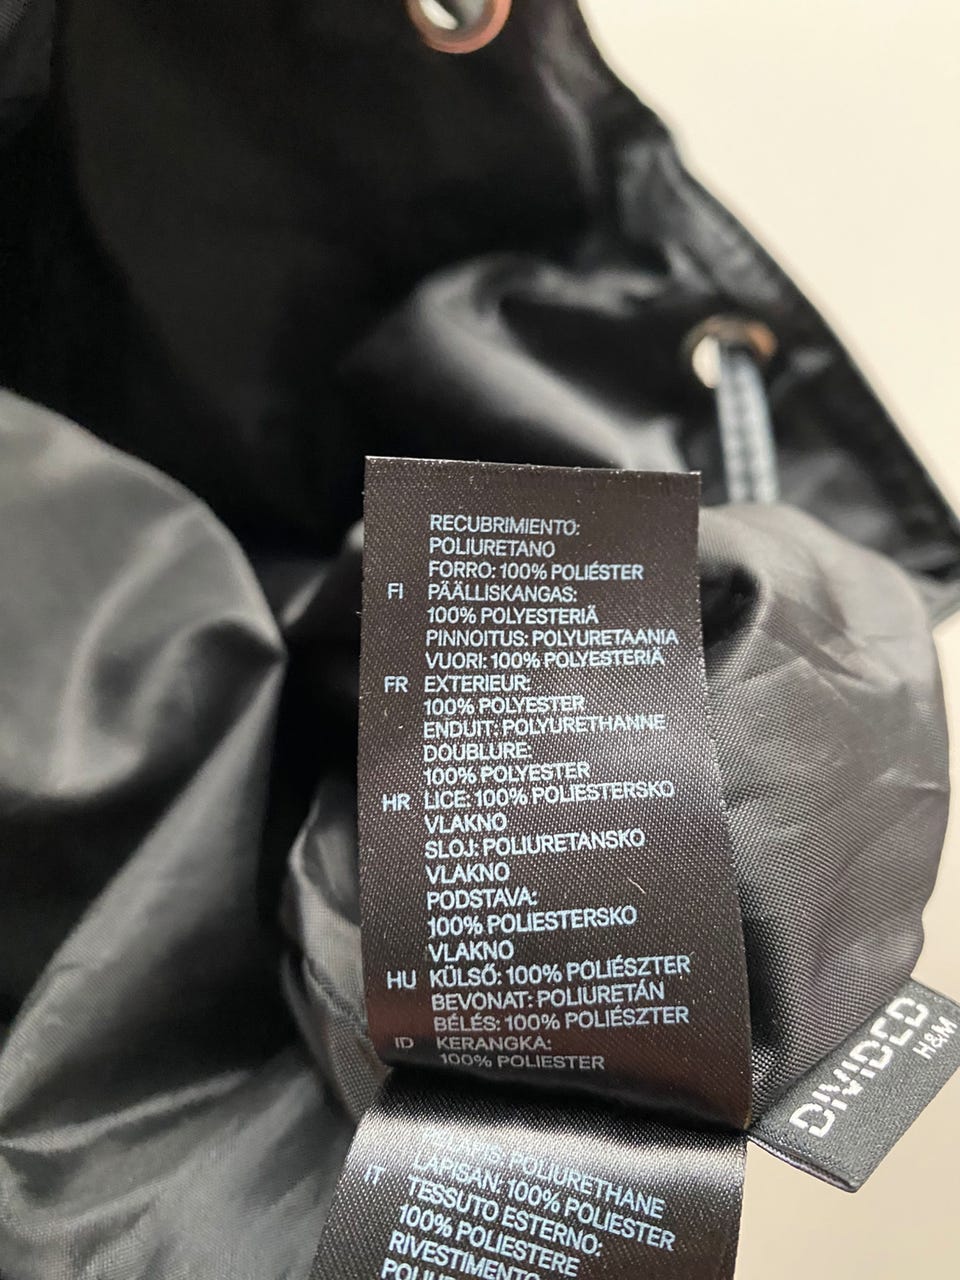 RECUBRIMIENTO:
POLIURETANO
FORRO: 100% POLIÉSTER
FI PÄÄLLISKANGAS:
100% POLYESTERIÄ
PINNOITUS: POLYURETAANIA
VUORI: 100% POLYESTERIÄ
FR EXTERIEUR:
100% POLYESTER
ENDUIT: POLYURETHANNE
DOUBLURE:
100% POLYESTER
HR LICE: 100% POLIESTERSKO
VLAKNO
SLOJ: POLIURETANSKO
VLAKNO
PODSTAVA:
100% POLIESTERSKO
VLAKNO
HU KÜLSŐ: 100% POLIÉSZTER
BEVONAT: POLIURETÁN
BÉLÉS: 100% POLIÉSZTER
ID KERANGKA:
100% POLIESTER
POLIURETHANE
LAPISAN: 100% POLIESTER
IT TESSUTO ESTERNO:
100% POLIESTERE
RIVESTIMENTO
DIVIDED
H&M